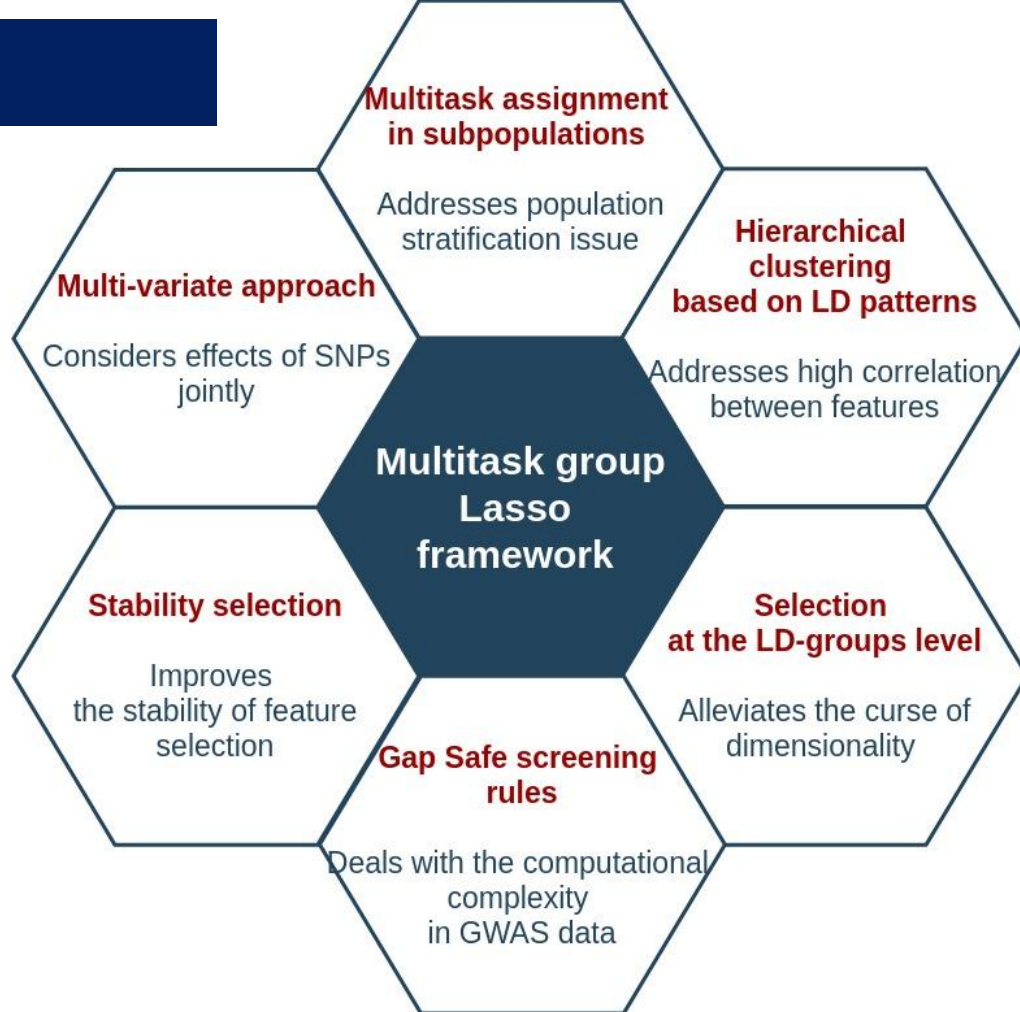 Multitask assignment
in subpopulations
Addresses population
stratification issue
Hierarchical
clustering
based on LD patterns
Addresses high correlation
between features
Multi-variate approach
Considers effects of SNPs
jointly
Multitask group
Lasso
framework
Stability selection
Improves
the stability of feature
selection
Selection
at the LD-groups level
Alleviates the curse of
dimensionality
Gap Safe screening
rules
Deals with the computational
complexity
in GWAS data